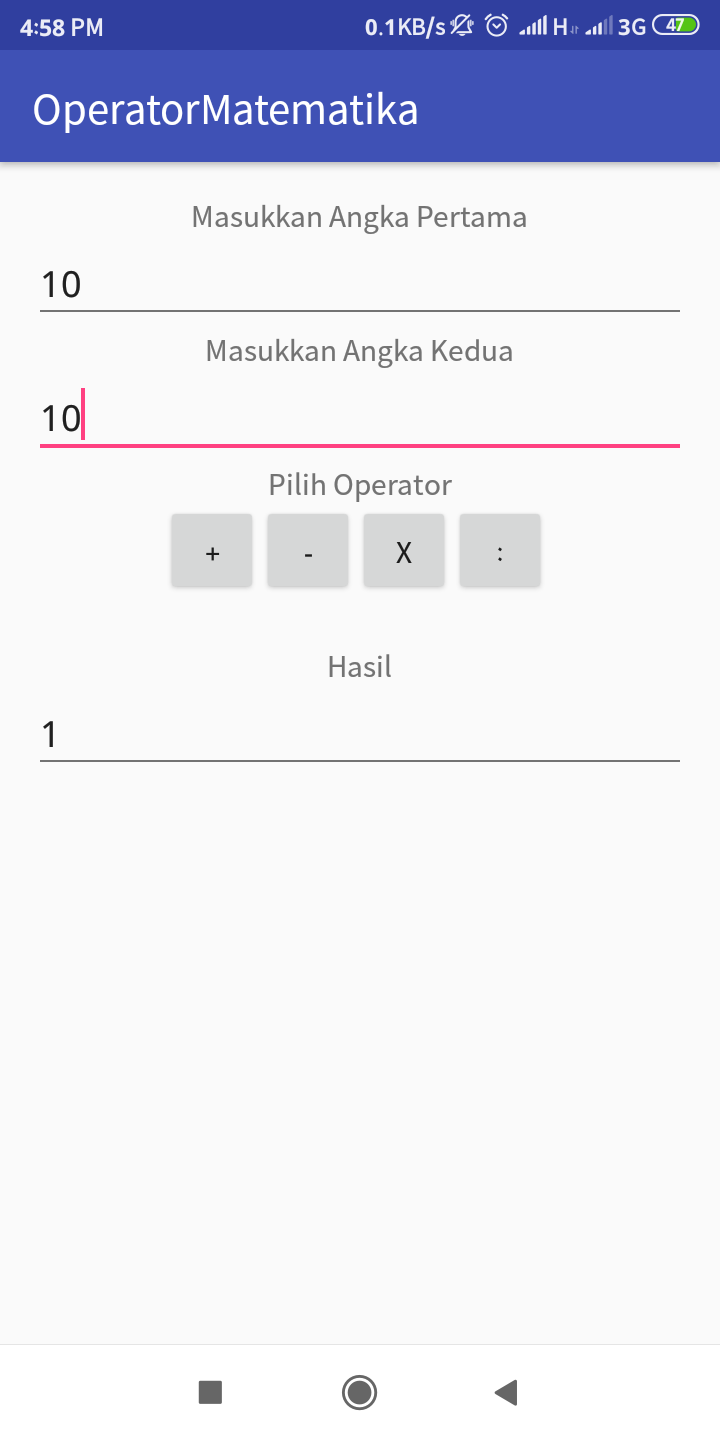 4:58 PM 0.1KB/s H 3G 47
OperatorMatematika
Masukkan Angka Pertama
10
Masukkan Angka Kedua
10
Pilih Operator
+ - X :
Hasil
1